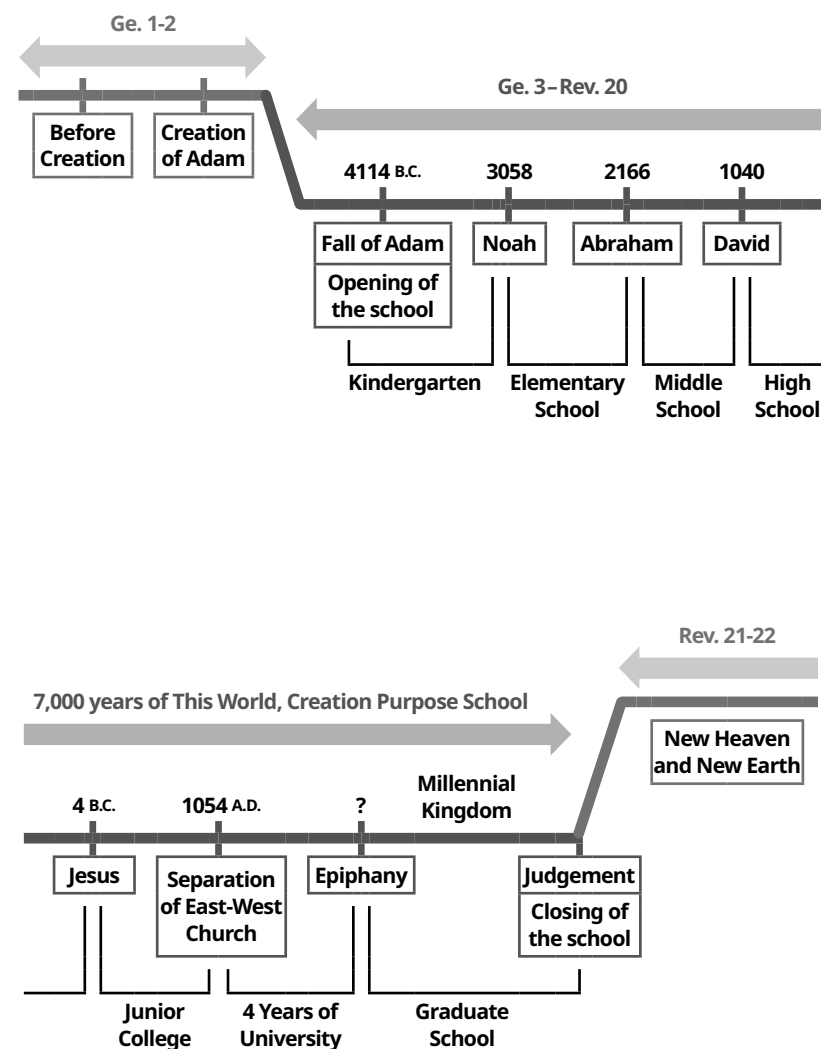 Ge. 1-2
Before
Creation
Creation
of Adam
Ge. 3–Rev. 20
4114 B.C.
3058
2166
1040
Fall of Adam
Noah
Abraham
David
Opening of
the school
Kindergarten
Elementary
School
Middle
School
High
School
Rev. 21-22
7,000 years of This World, Creation Purpose School
New Heaven
and New Earth
Millennial
Kingdom
4 B.C.
1054 A.D.
?
Jesus
Separation
of East-West
Church
Epiphany
Judgement
Closing of
the school
Junior
College
4 Years of
University
Graduate
School